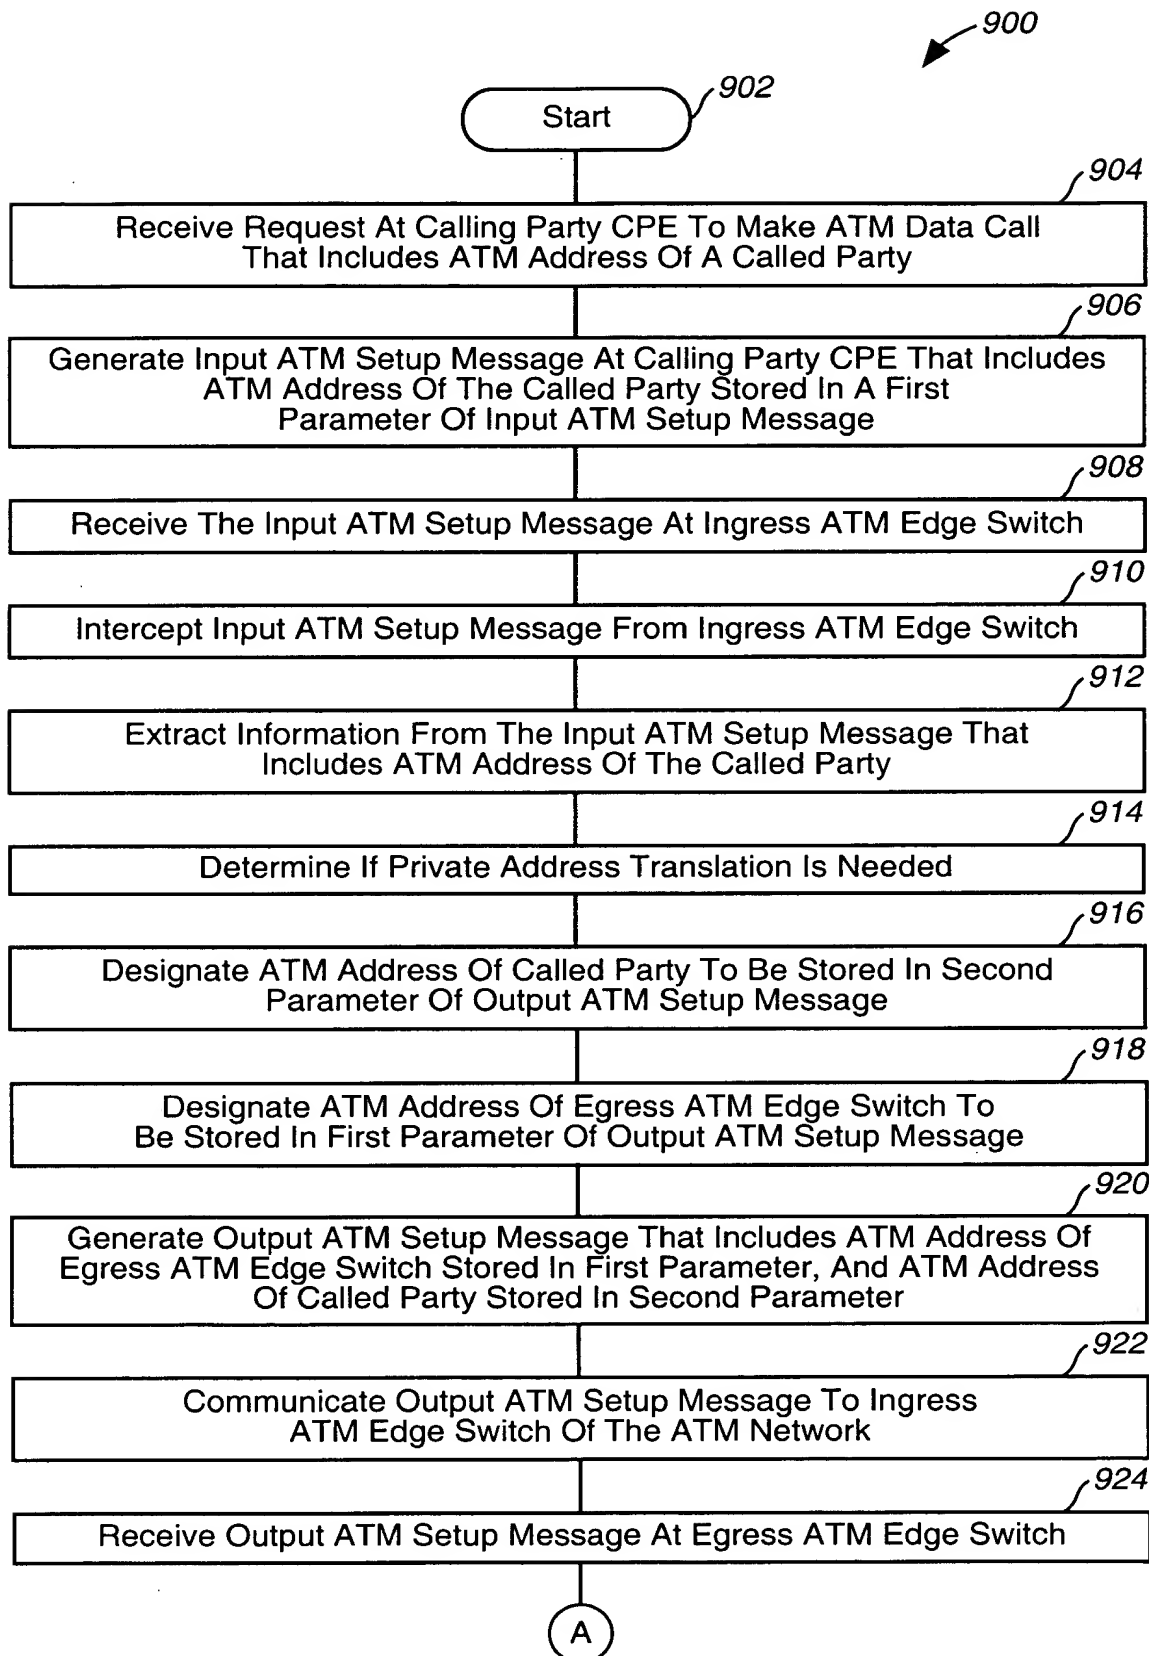 900
Start
902
904
Receive Request At Calling Party CPE To Make ATM Data Call
That Includes ATM Address Of A Called Party
906
Generate Input ATM Setup Message At Calling Party CPE That Includes
ATM Address Of The Called Party Stored In A First
Parameter Of Input ATM Setup Message
908
Receive The Input ATM Setup Message At Ingress ATM Edge Switch
910
Intercept Input ATM Setup Message From Ingress ATM Edge Switch
912
Extract Information From The Input ATM Setup Message That
Includes ATM Address Of The Called Party
914
Determine If Private Address Translation Is Needed
916
Designate ATM Address Of Called Party To Be Stored In Second
Parameter Of Output ATM Setup Message
918
Designate ATM Address Of Egress ATM Edge Switch To
Be Stored In First Parameter Of Output ATM Setup Message
920
Generate Output ATM Setup Message That Includes ATM Address Of
Egress ATM Edge Switch Stored In First Parameter, And ATM Address
Of Called Party Stored In Second Parameter
922
Communicate Output ATM Setup Message To Ingress
ATM Edge Switch Of The ATM Network
924
Receive Output ATM Setup Message At Egress ATM Edge Switch
A